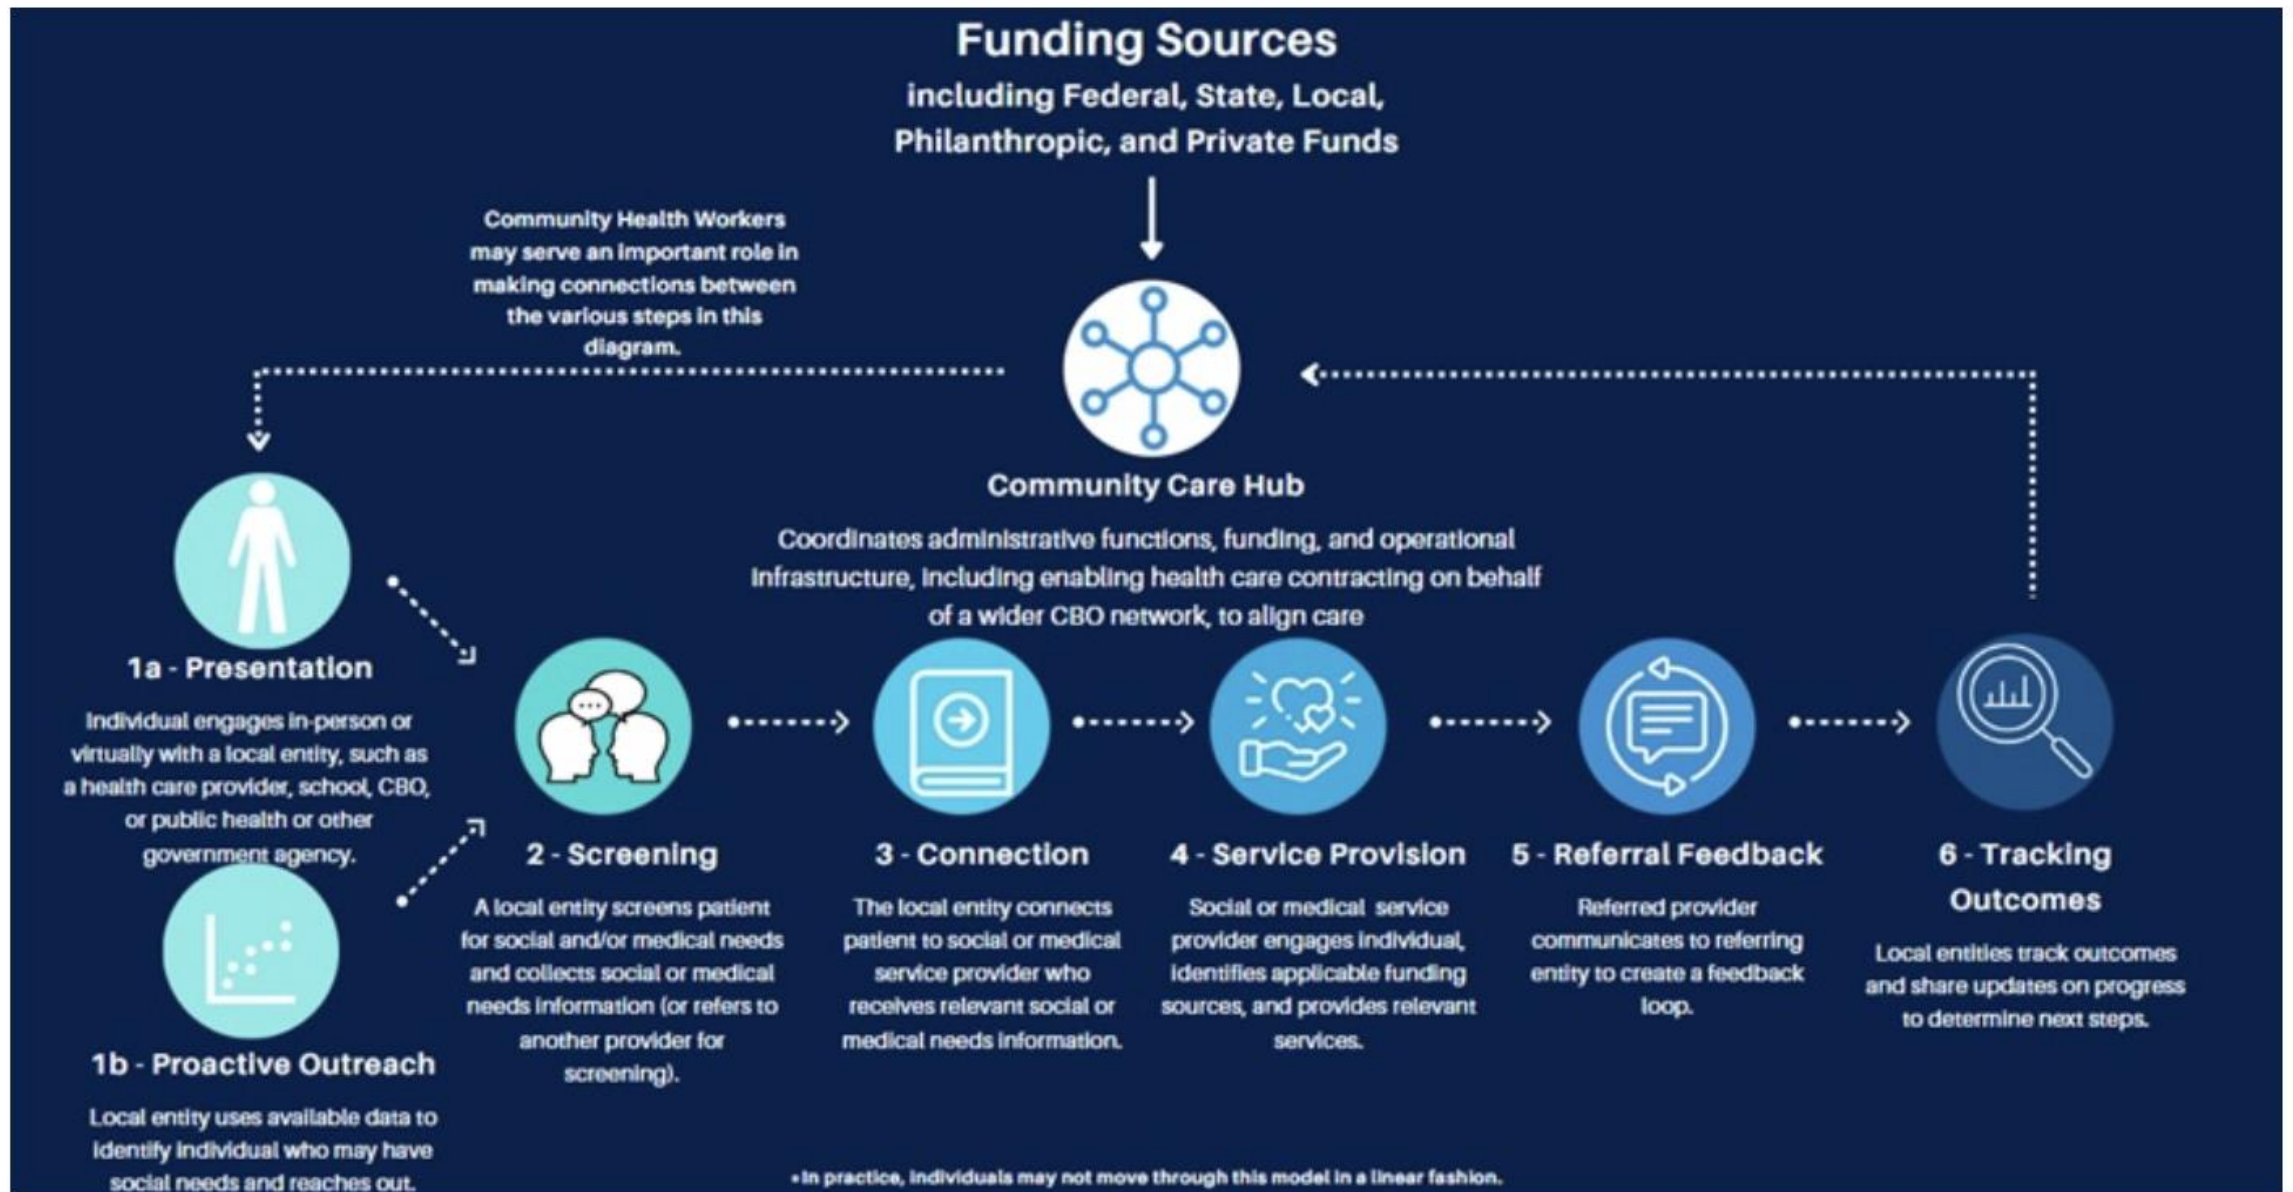 Funding Sources
including Federal, State, Local,
Philanthropic, and Private Funds
Community Health Workers
may serve an important role in
making connections between
the various steps in this
diagram.
Community Care Hub
Coordinates administrative functions, funding, and operational
infrastructure, including enabling health care contracting on behalf
of a wider CBO network, to align care
1a - Presentation
Individual engages in-person or
virtually with a local entity, such as
a health care provider, school, CBO,
or public health or other
government agency.
1b - Proactive Outreach
Local entity uses available data to
identify individual who may have
social needs and reaches out.
2 - Screening
A local entity screens patient
for social and/or medical needs
and collects social or medical
needs information (or refers to
another provider for
screening).
3 - Connection
The local entity connects
patient to social or medical
service provider who
receives relevant social or
medical needs information.
4 - Service Provision
Social or medical service
provider engages individual,
identifies applicable funding
sources, and provides relevant
services.
5 - Referral Feedback
Referred provider
communicates to referring
entity to create a feedback
loop.
6 - Tracking
Outcomes
Local entities track outcomes
and share updates on progress
to determine next steps.
*In practice, individuals may not move through this model in a linear fashion.